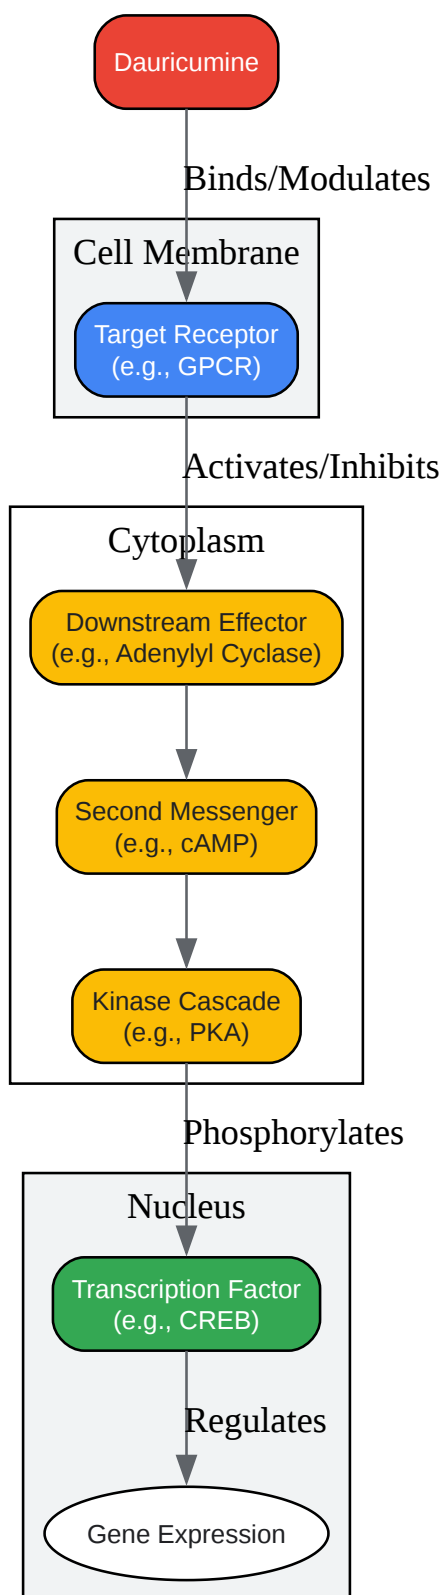 Dauricumine
Binds/Modulates
Cell Membrane
Target Receptor
(e.g., GPCR)
Activates/Inhibits
Cytoplasm
Downstream Effector
(e.g., Adenylyl Cyclase)
Second Messenger
(e.g., cAMP)
Kinase Cascade
(e.g., PKA)
Phosphorylates
Nucleus
Transcription Factor
(e.g., CREB)
Regulates
Gene Expression